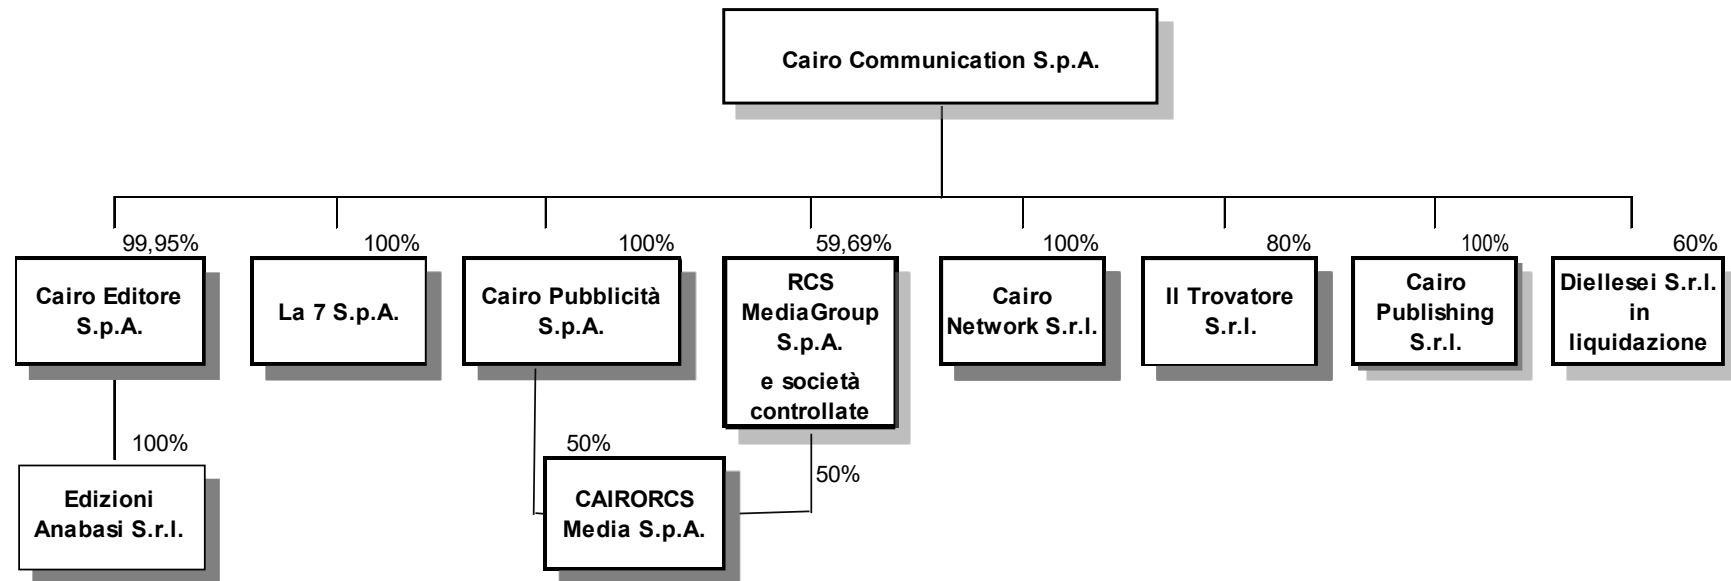 Cairo Communication S.p.A.
99,95%
100%
100%
59,69%
100%
80%
100%
60%
Cairo Editore
S.p.A.
La 7 S.p.A.
Cairo Pubblicità
S.p.A.
RCS
MediaGroup
S.p.A.
e società
controllate
Cairo
Network S.r.l.
Il Trovatore
S.r.l.
Cairo
Publishing
S.r.l.
Diellesei S.r.l.
in
liquidazione
100%
50%
50%
Edizioni
Anabasi S.r.l.
CAIRORCS
Media S.p.A.